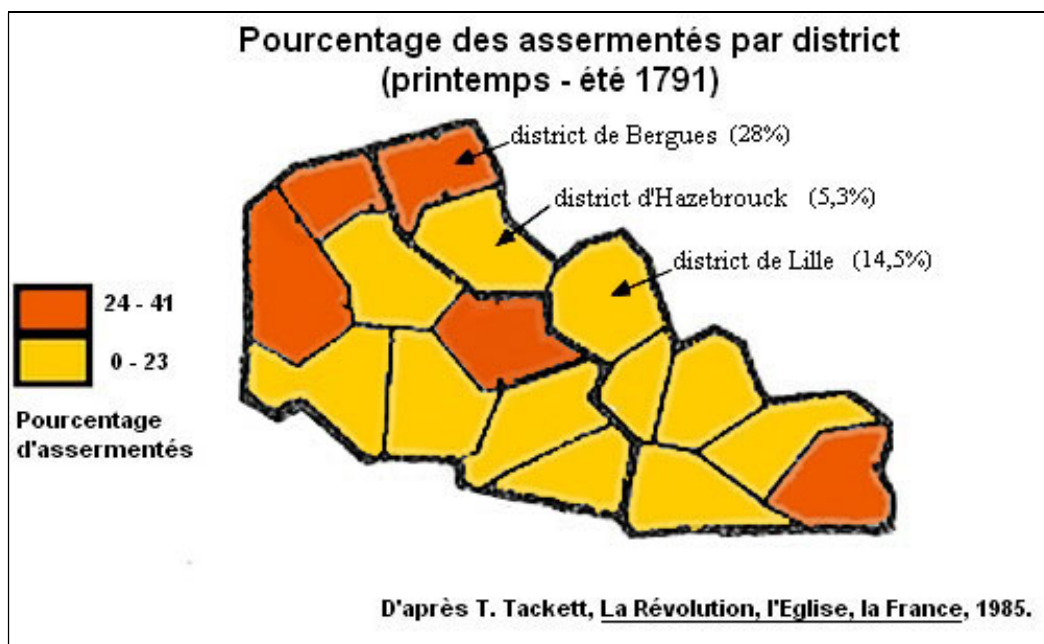 Pourcentage des assermentés par district
(printemps - été 1791)
district de Bergues (28%)
district d'Hazebrouck (5,3%)
district de Lille (14,5%)
24 - 41
0 - 23
Pourcentage
d'assermentés
D'après T. Tackett, La Révolution, l'Eglise, la France, 1985.